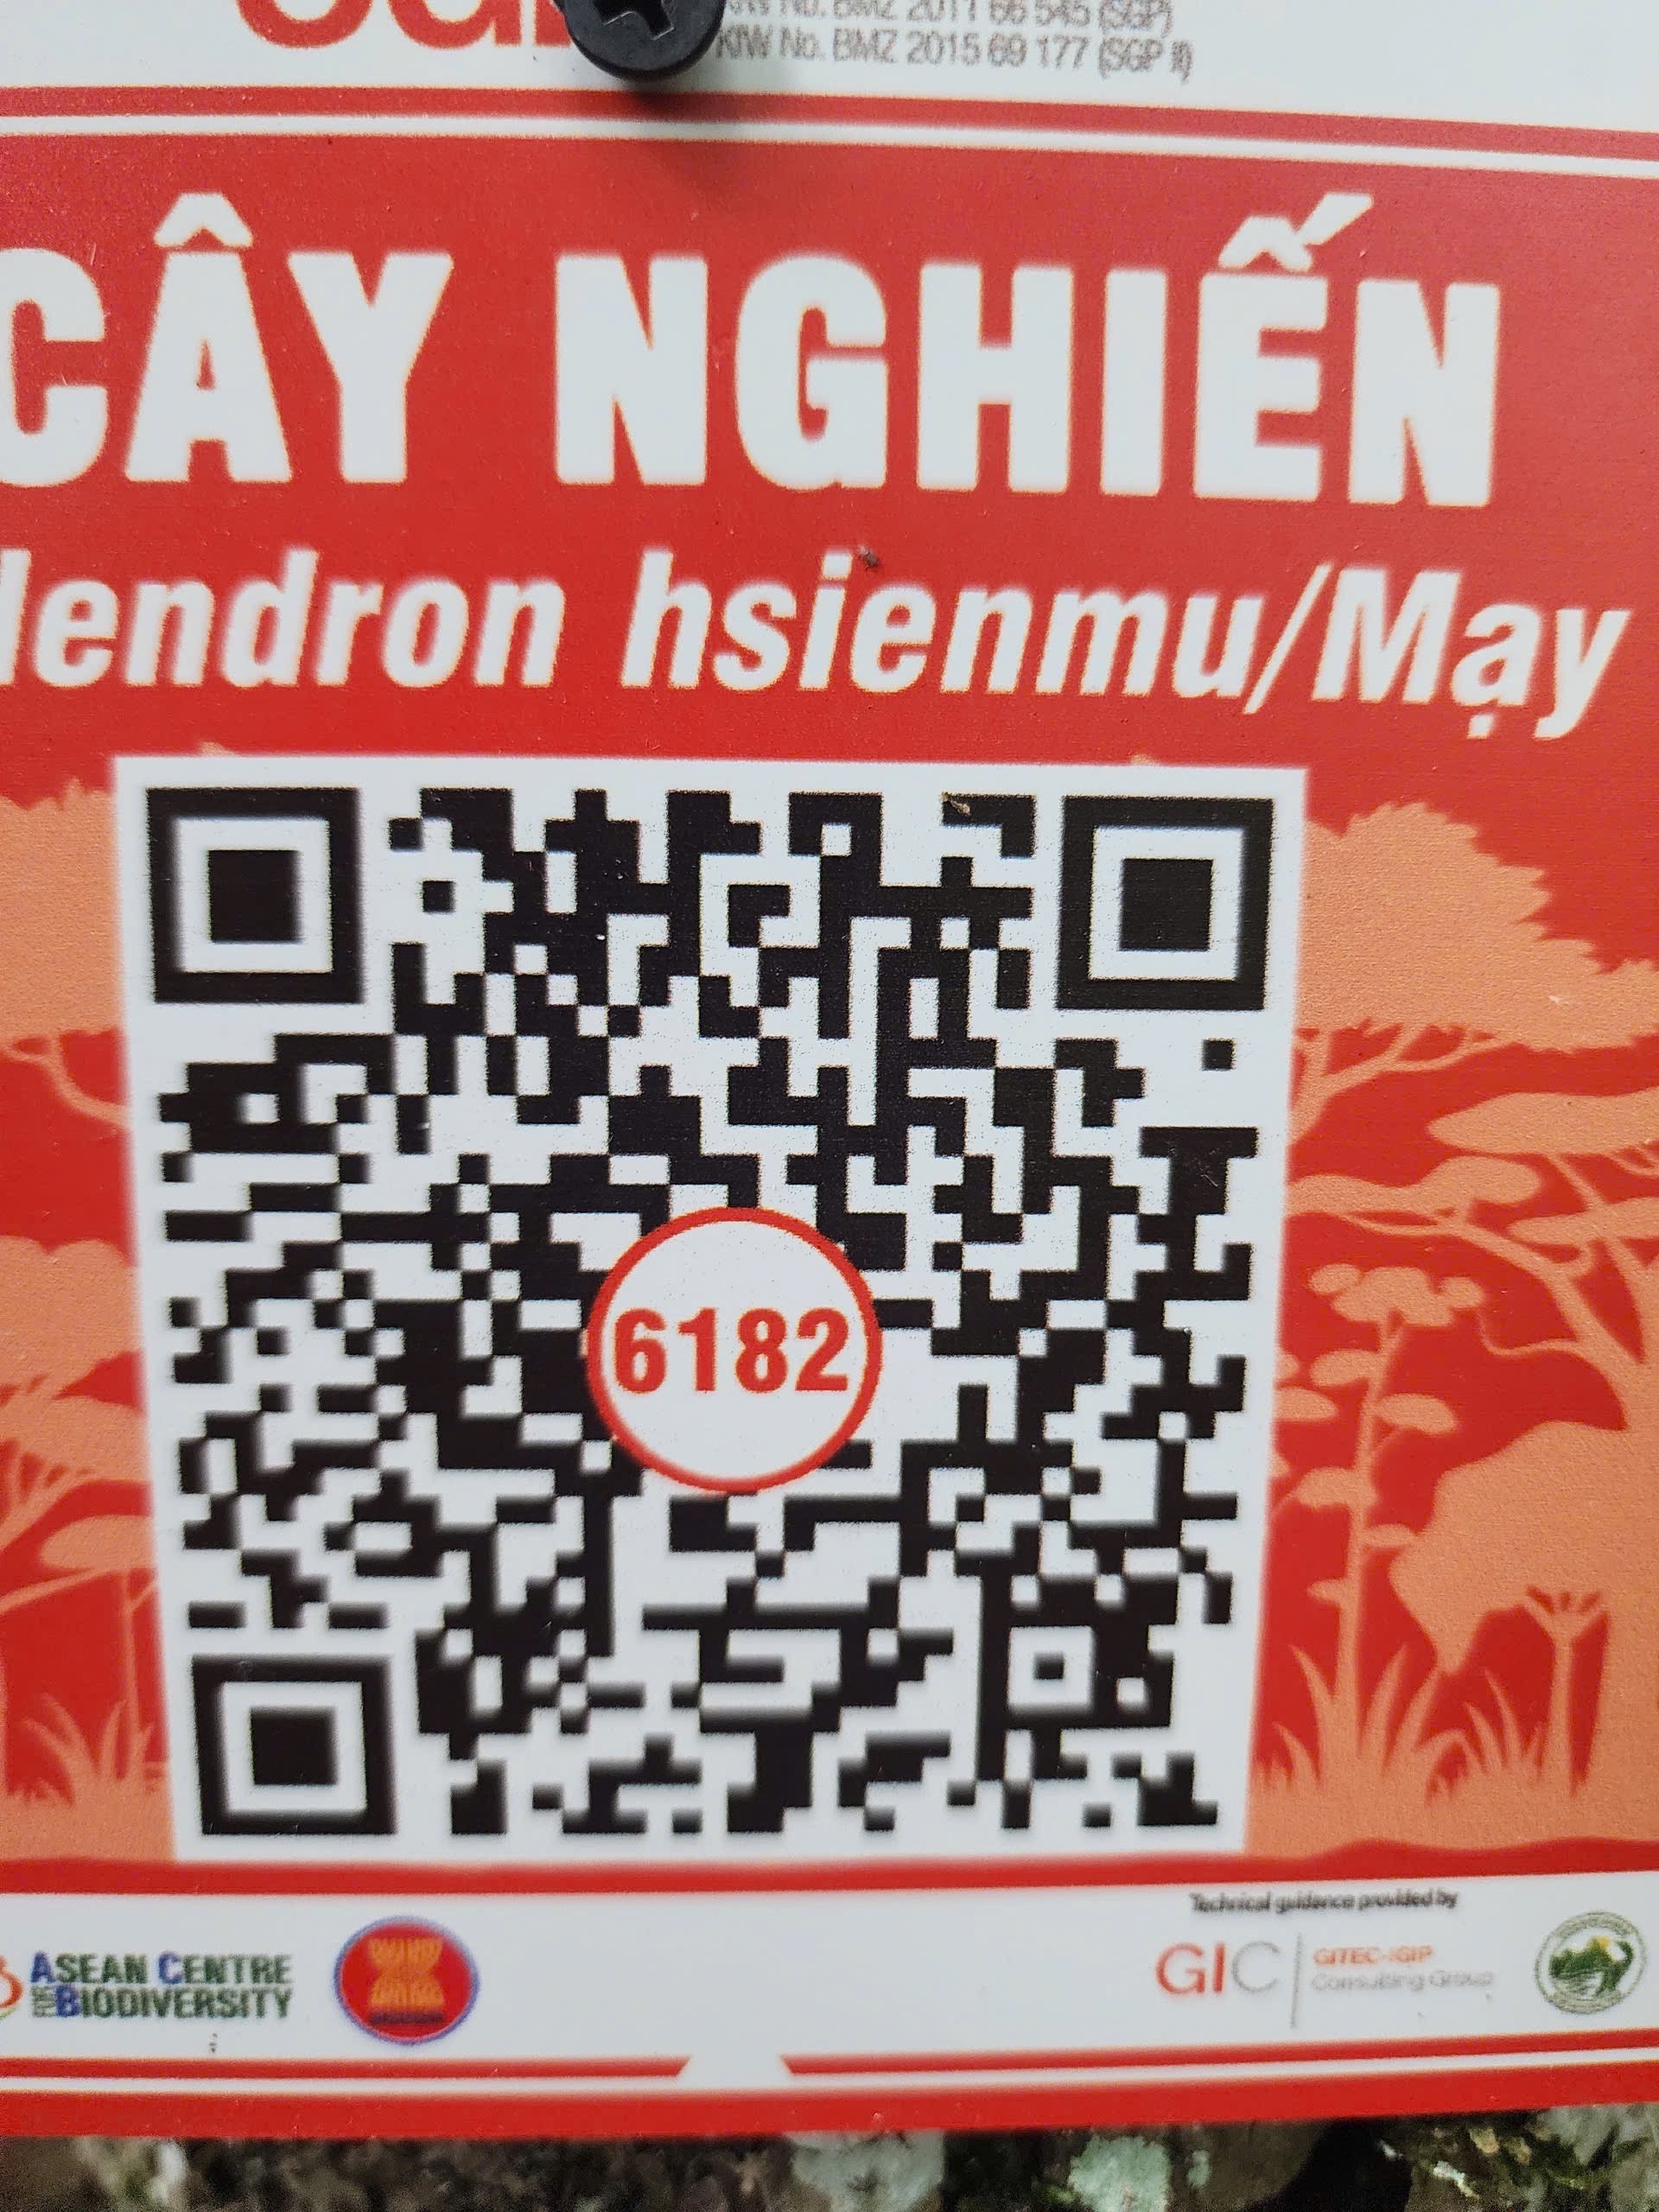 KfW No. BMZ 2011 66 545 (SGP)
KfW No. BMZ 2015 69 177 (SGP II)
CÂY NGHIẾN
hsienmu/Mạy
6182
ASEAN CENTRE
FOR BIODIVERSITY
Technical guidance provided by
GIC
GITEC-IGIP
Consulting Group